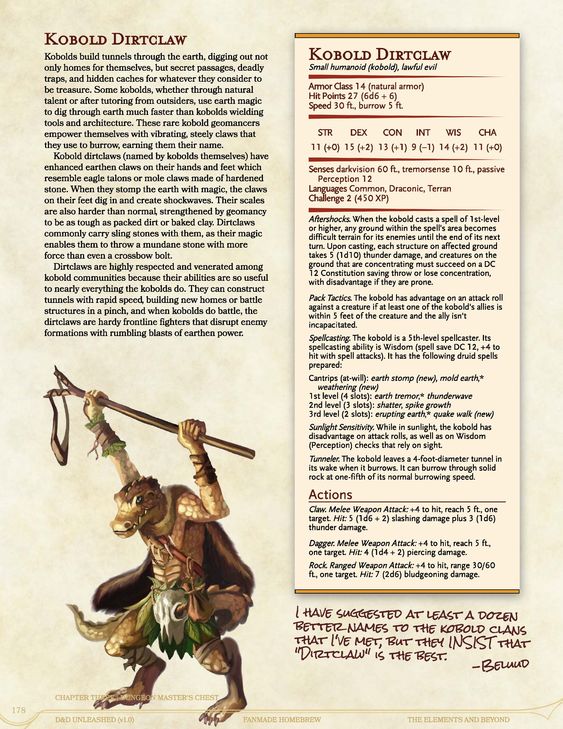 KOBOLD DIRTCLAW
Kobolds build tunnels through the earth, digging out not
only homes for themselves, but secret passages, deadly
traps, and hidden caches for whatever they consider to
be treasure. Some kobolds, whether through natural
talent or after tutoring from outsiders, use earth magic
to dig through earth much faster than kobolds wielding
tools and architecture. These rare kobold geomancers
empower themselves with vibrating, steely claws that
they use to burrow, earning them their name.
Kobold dirtclaws (named by kobolds themselves) have
enhanced earthen claws on their hands and feet which
resemble eagle talons or mole claws made of hardened
stone. When they stomp the earth with magic, the claws
on their feet dig in and create shockwaves. Their scales
are also harder than normal, strengthened by geomancy
to be as tough as packed dirt or baked clay. Dirtclaws
commonly carry sling stones with them, as their magic
enables them to throw a mundane stone with more
force than even a crossbow bolt.
Dirtclaws are highly respected and venerated among
kobold communities because their abilities are so useful
to nearly everything the kobolds do. They can construct
tunnels with rapid speed, building new homes or battle
structures in a pinch, and when kobolds do battle, the
dirtclaws are hardy frontline fighters that disrupt enemy
formations with rumbling blasts of earthen power.
KOBOLD DIRTCLAW
Small humanoid (kobold), lawful evil
Armor Class 14 (natural armor)
Hit Points 27 (6d6 + 6)
Speed 30 ft., burrow 5 ft.
STR DEX CON INT WIS CHA
11 (+0) 15 (+2) 13 (+1) 9 (−1) 14 (+2) 11 (+0)
Senses darkvision 60 ft., tremorsense 10 ft., passive
Perception 12
Languages Common, Draconic, Terran
Challenge 2 (450 XP)
Aftershocks. When the kobold casts a spell of 1st-level
or higher, any ground within the spell's area becomes
difficult terrain for its enemies until the end of its next
turn. Upon casting, each structure on affected ground
takes 5 (1d10) thunder damage, and creatures on the
ground that are concentrating must succeed on a DC
12 Constitution saving throw or lose concentration,
with disadvantage if they are prone.
Pack Tactics. The kobold has advantage on an attack roll
against a creature if at least one of the kobold's allies is
within 5 feet of the creature and the ally isn't
incapacitated.
Spellcasting. The kobold is a 5th-level spellcaster. Its
spellcasting ability is Wisdom (spell save DC 12, +4 to
hit with spell attacks). It has the following druid spells
prepared:
Cantrips (at-will): earth stomp (new), mold earth,*
weathering (new)
1st level (4 slots): earth tremor,* thunderwave
2nd level (3 slots): shatter, spike growth
3rd level (2 slots): erupting earth,* quake walk (new)
Sunlight Sensitivity. While in sunlight, the kobold has
disadvantage on attack rolls, as well as on Wisdom
(Perception) checks that rely on sight.
Tunneler. The kobold leaves a 4-foot-diameter tunnel in
its wake when it burrows. It can burrow through solid
rock at one-fifth of its normal burrowing speed.
Actions
Claw. Melee Weapon Attack: +4 to hit, reach 5 ft., one
target. Hit: 5 (1d6 + 2) slashing damage plus 3 (1d6)
thunder damage.
Dagger. Melee Weapon Attack: +4 to hit, reach 5 ft.,
one target. Hit: 4 (1d4 + 2) piercing damage.
Rock. Ranged Weapon Attack: +4 to hit, range 30/60
ft., one target. Hit: 7 (2d6) bludgeoning damage.
I HAVE SUGGESTED AT LEAST A DOZEN
BETTER NAMES TO THE KOBOLD CLANS
THAT I'VE MET, BUT THEY INSIST THAT
"DIRTCLAW" IS THE BEST.
CHAPTER DUNGEON MASTER'S CHEST
178
D&D UNLEASHED (v1.0)
FANMADE HOMEBREW
THE ELEMENTS AND BEYOND